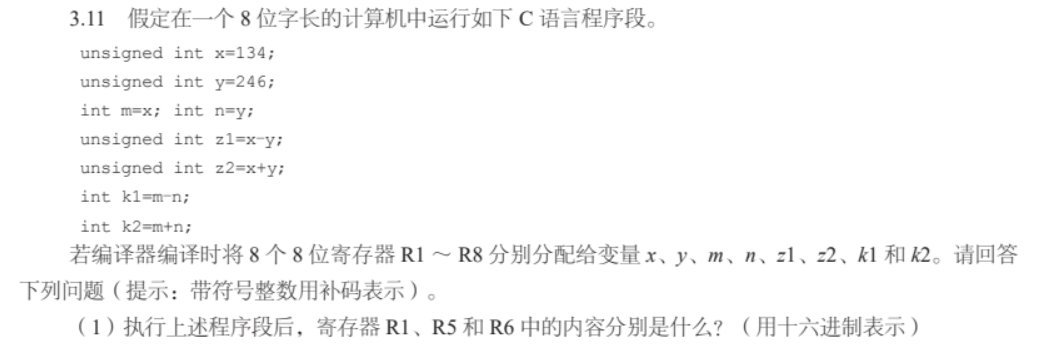 3.11 假定在一个 8 位字长的计算机中运行如下 C 语言程序段。
unsigned int x=134;
unsigned int y=246;
int m=x; int n=y;
unsigned int z1=x-y;
unsigned int z2=x+y;
int k1=m-n;
int k2=m+n;
若编译器编译时将 8 个 8 位寄存器 R1 ～ R8 分别分配给变量 x、y、m、n、z1、z2、k1 和 k2。请回答
下列问题（提示：带符号整数用补码表示）。
（1）执行上述程序段后，寄存器 R1、R5 和 R6 中的内容分别是什么？（用十六进制表示）